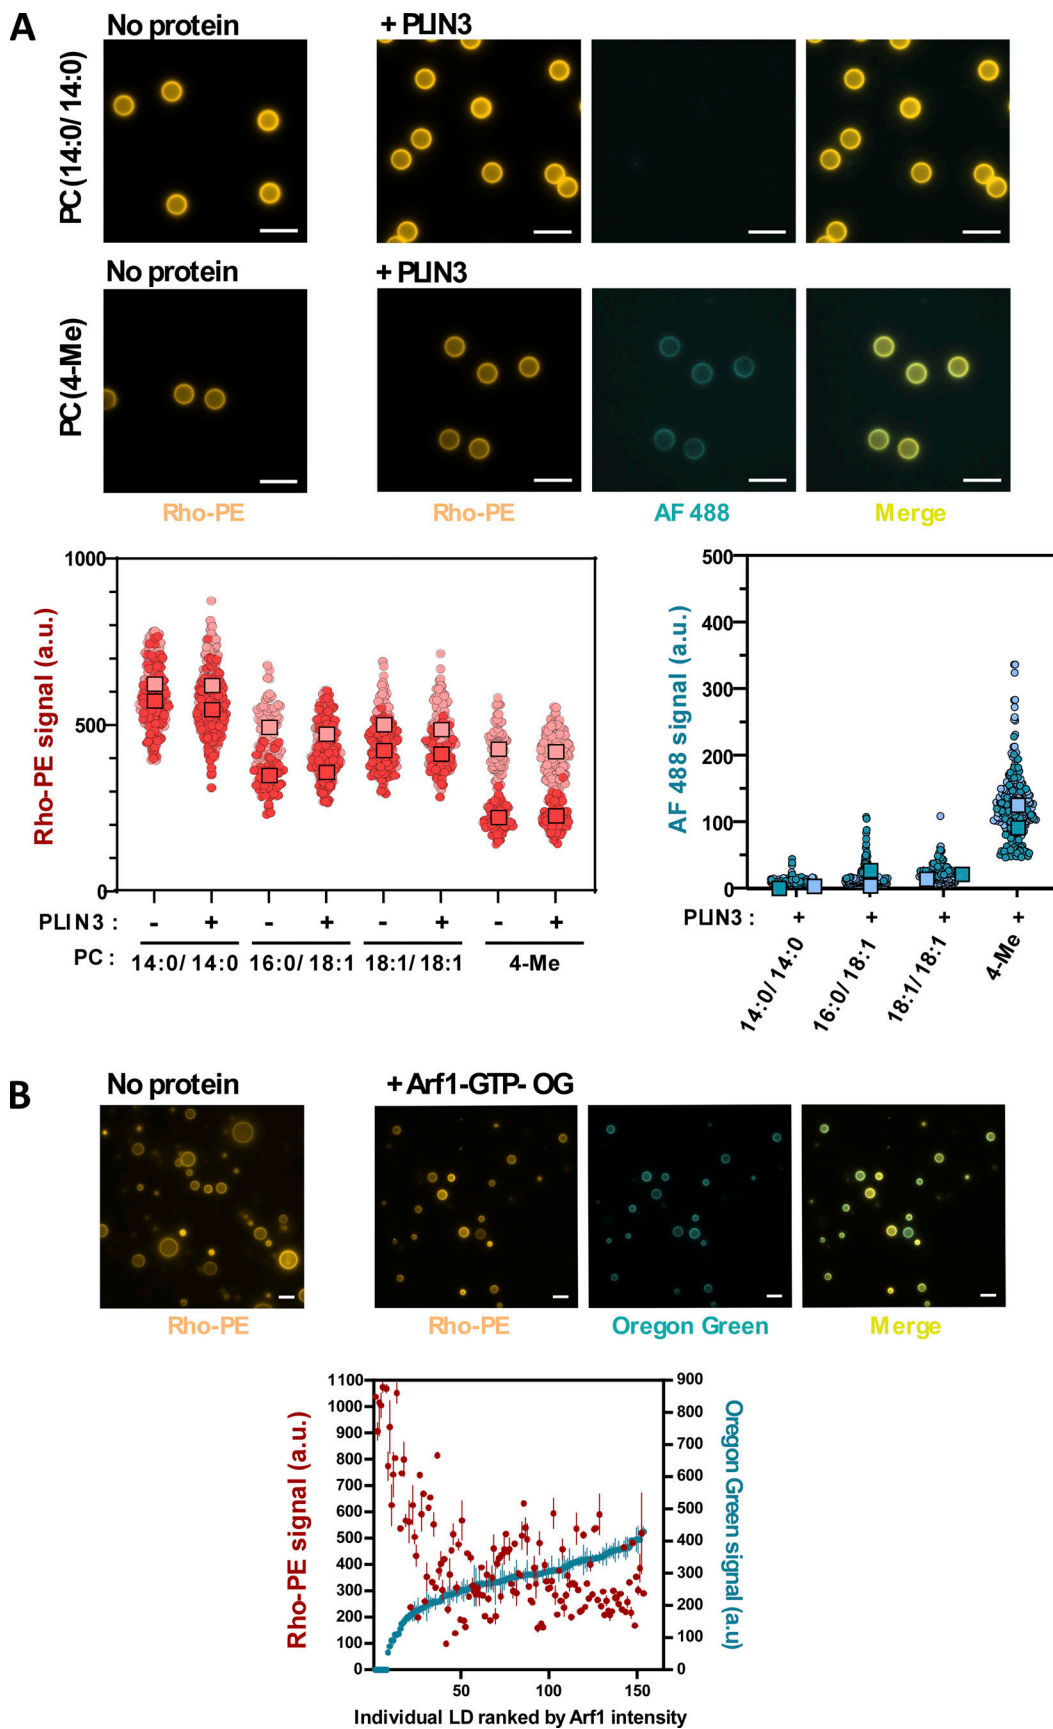 A
No protein
+ PLIN3
PC(14:0/14:0)
No protein
+ PLIN3
PC(4-Me)
Rho-PE
Rho-PE
AF 488
Merge
Rho-PE signal (a.u.)
1000
500
0
PLIN3 :
-
+
-
+
-
+
-
+
PC :
14:0/14:0
16:0/18:1
18:1/18:1
4-Me
AF 488 signal (a.u.)
500
400
300
200
100
0
PLIN3 :
+
+
+
+
14:0/14:0
16:0/18:1
18:1/18:1
4-Me
B
No protein
+ Arf1-GTP-OG
Rho-PE
Rho-PE
Oregon Green
Merge
Rho-PE signal (a.u.)
1100
1000
900
800
700
600
500
400
300
200
100
0
900
800
700
600
500
400
300
200
100
0
Oregon Green signal (a.u)
50
100
150
Individual LD ranked by Arf1 intensity